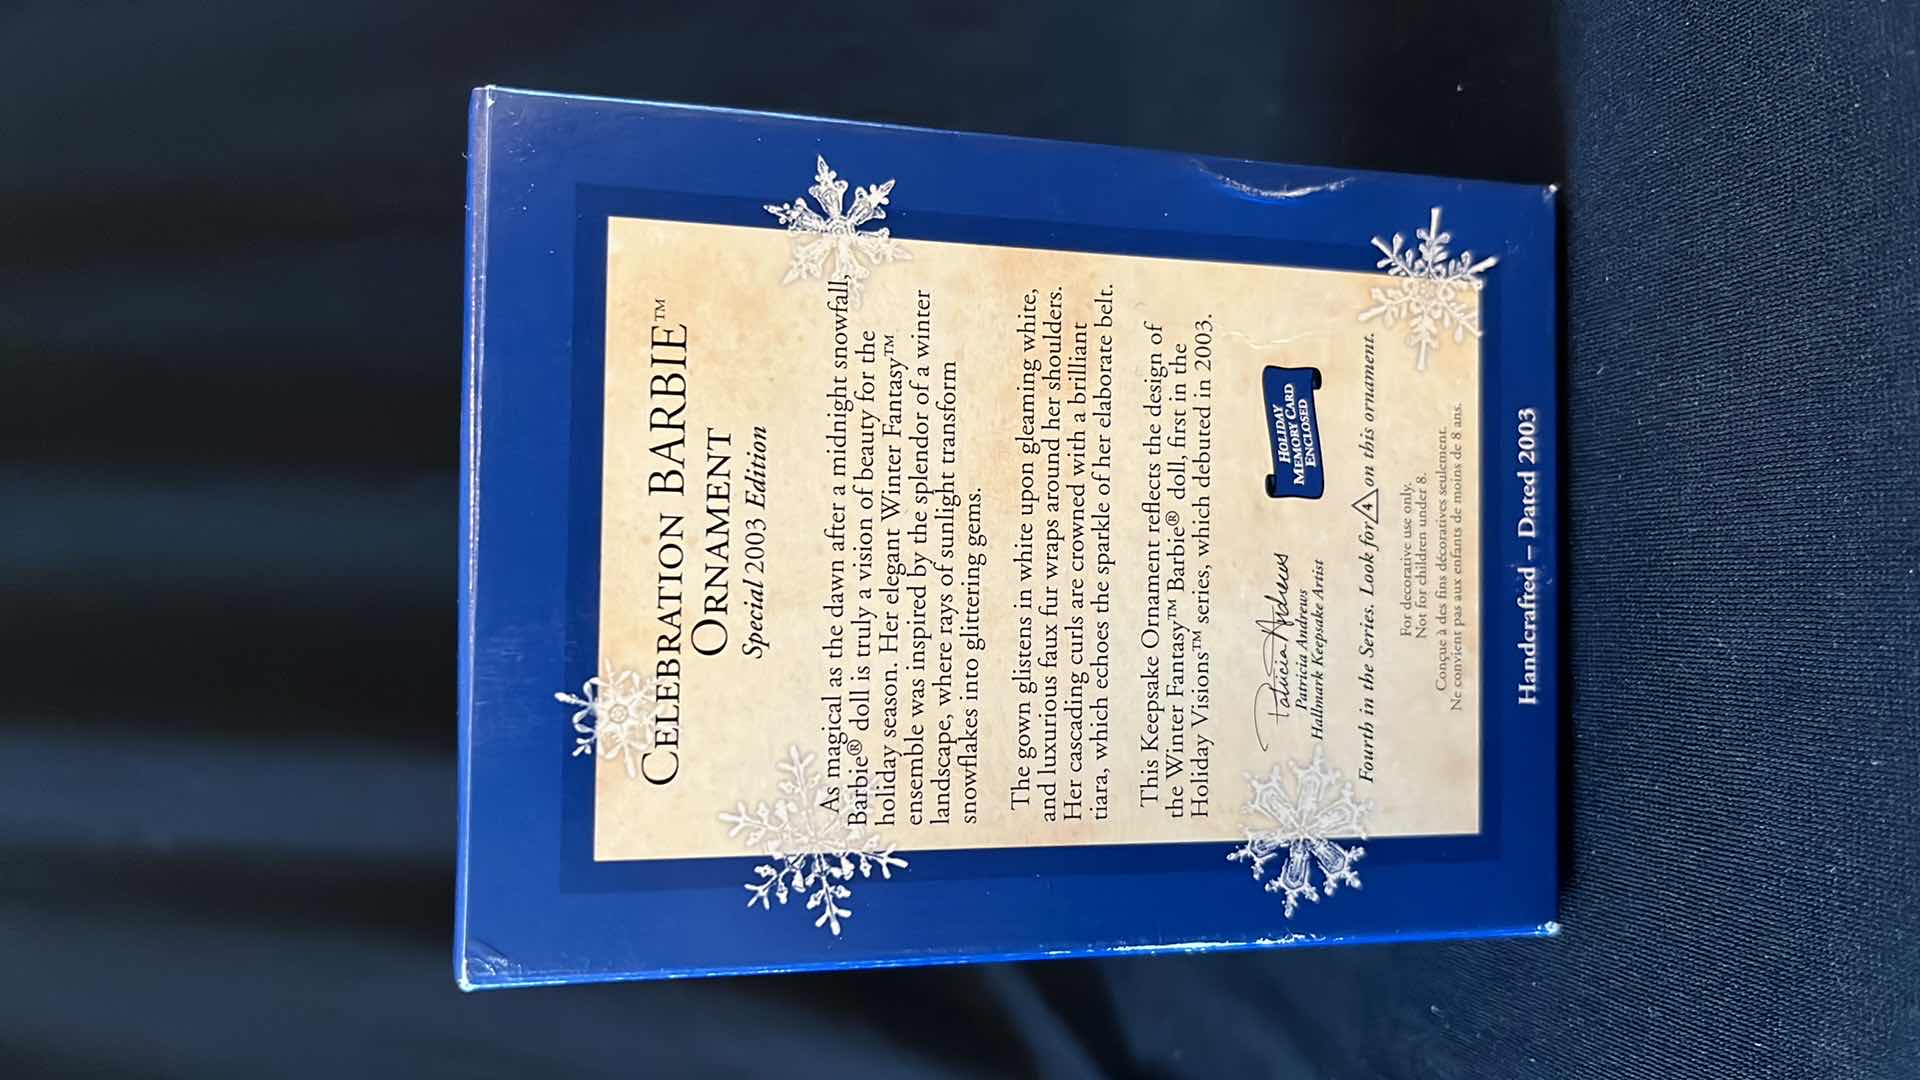 CELEBRATION BARBIE™
ORNAMENT
Special 2003 Edition
As magical as the dawn after a midnight snowfall,
Barbie® doll is truly a vision of beauty for the
holiday season. Her elegant Winter Fantasy™
ensemble was inspired by the splendor of a winter
landscape, where rays of sunlight transform
snowflakes into glittering gems.
The gown glistens in white upon gleaming white,
and luxurious faux fur wraps around her shoulders.
Her cascading curls are crowned with a brilliant
tiara, which echoes the sparkle of her elaborate belt.
This Keepsake Ornament reflects the design of
the Winter Fantasy™ Barbie® doll, first in the
Holiday Visions™ series, which debuted in 2003.
Patricia Andrews
Patricia Andrews
Hallmark Keepsake Artist
HOLIDAY
MEMORY CARD
ENCLOSED
Fourth in the Series. Look for 4 on this ornament.
For decorative use only.
Not for children under 8.
Conçue à des fins décoratives seulement.
Ne convient pas aux enfants de moins de 8 ans.
Handcrafted – Dated 2003